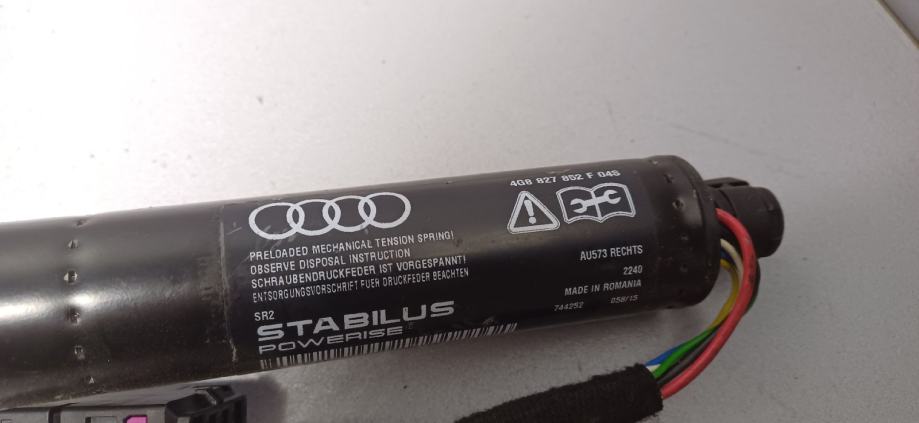 4G8 827 852 F 04S
PRELOADED MECHANICAL TENSION SPRING!
OBSERVE DISPOSAL INSTRUCTION
SCHRAUBENDRUCKFEDER IST VORGESPANNT!
ENTSORGUNGSVORSCHRIFT FUER DRUCKFEDER BEACHTEN
SR2
STABILUS
POWERISE
AU573 RECHTS
2240
MADE IN ROMANIA
744252 058/15